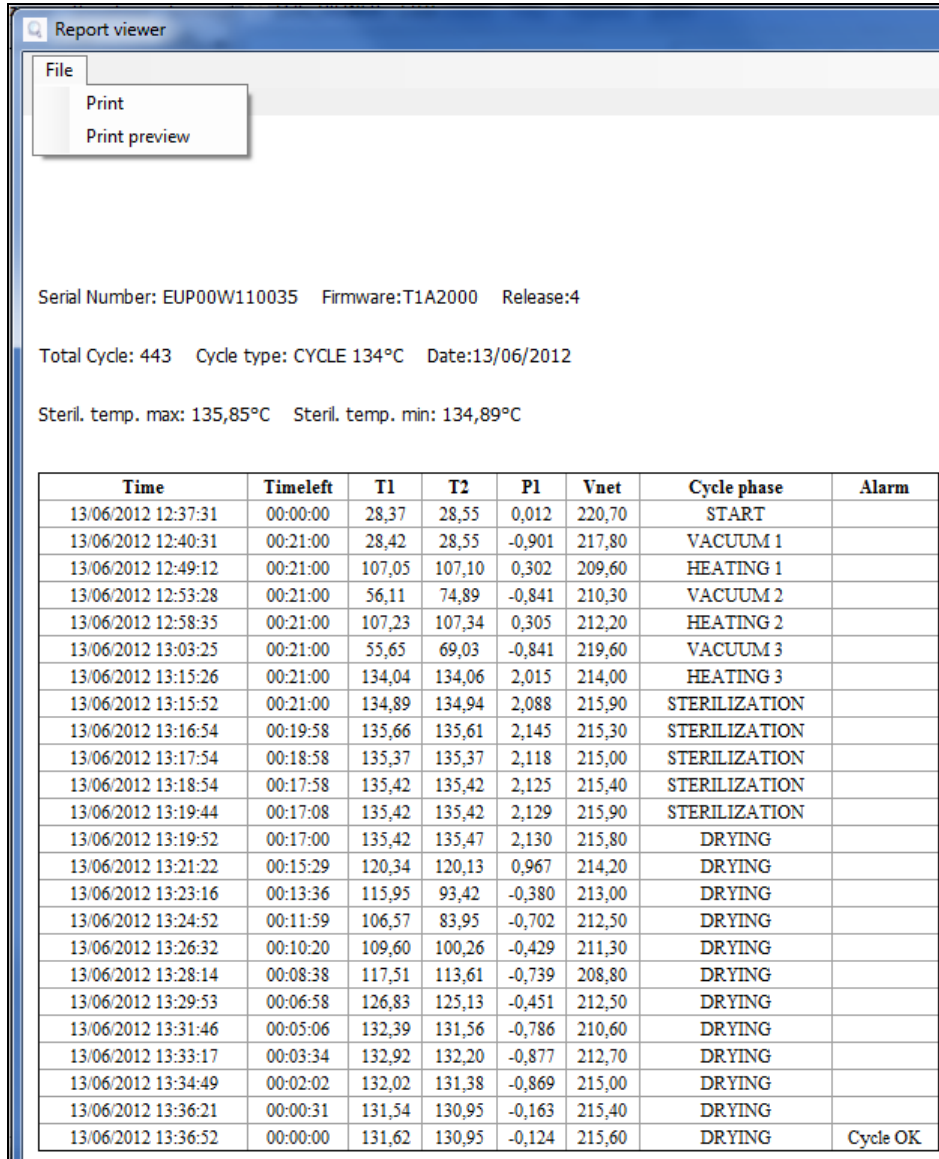 Report viewer
File
Print
Print preview
Serial Number: EUP00W110035 Firmware:T1A2000 Release:4
Total Cycle: 443 Cycle type: CYCLE 134°C Date:13/06/2012
Steril. temp. max: 135,85°C Steril. temp. min: 134,89°C
Time Timeleft T1 T2 P1 Vnet Cycle phase Alarm
13/06/2012 12:37:31 00:00:00 28,37 28,55 0,012 220,70 START
13/06/2012 12:40:31 00:21:00 28,42 28,55 -0,901 217,80 VACUUM 1
13/06/2012 12:49:12 00:21:00 107,05 107,10 0,302 209,60 HEATING 1
13/06/2012 12:53:28 00:21:00 56,11 74,89 -0,841 210,30 VACUUM 2
13/06/2012 12:58:35 00:21:00 107,23 107,34 0,305 212,20 HEATING 2
13/06/2012 13:03:25 00:21:00 55,65 69,03 -0,841 219,60 VACUUM 3
13/06/2012 13:15:26 00:21:00 134,04 134,06 2,015 214,00 HEATING 3
13/06/2012 13:15:52 00:21:00 134,89 134,94 2,088 215,90 STERILIZATION
13/06/2012 13:16:54 00:19:58 135,66 135,61 2,145 215,30 STERILIZATION
13/06/2012 13:17:54 00:18:58 135,37 135,37 2,118 215,00 STERILIZATION
13/06/2012 13:18:54 00:17:58 135,42 135,42 2,125 215,40 STERILIZATION
13/06/2012 13:19:44 00:17:08 135,42 135,42 2,129 215,90 STERILIZATION
13/06/2012 13:19:52 00:17:00 135,42 135,47 2,130 215,80 DRYING
13/06/2012 13:21:22 00:15:29 120,34 120,13 0,967 214,20 DRYING
13/06/2012 13:23:16 00:13:36 115,95 93,42 -0,380 213,00 DRYING
13/06/2012 13:24:52 00:11:59 106,57 83,95 -0,702 212,50 DRYING
13/06/2012 13:26:32 00:10:20 109,60 100,26 -0,429 211,30 DRYING
13/06/2012 13:28:14 00:08:38 117,51 113,61 -0,739 208,80 DRYING
13/06/2012 13:29:53 00:06:58 126,83 125,13 -0,451 212,50 DRYING
13/06/2012 13:31:46 00:05:06 132,39 131,56 -0,786 210,60 DRYING
13/06/2012 13:33:17 00:03:34 132,92 132,20 -0,877 212,70 DRYING
13/06/2012 13:34:49 00:02:02 132,02 131,38 -0,869 215,00 DRYING
13/06/2012 13:36:21 00:00:31 131,54 130,95 -0,163 215,40 DRYING
13/06/2012 13:36:52 00:00:00 131,62 130,95 -0,124 215,60 DRYING Cycle OK